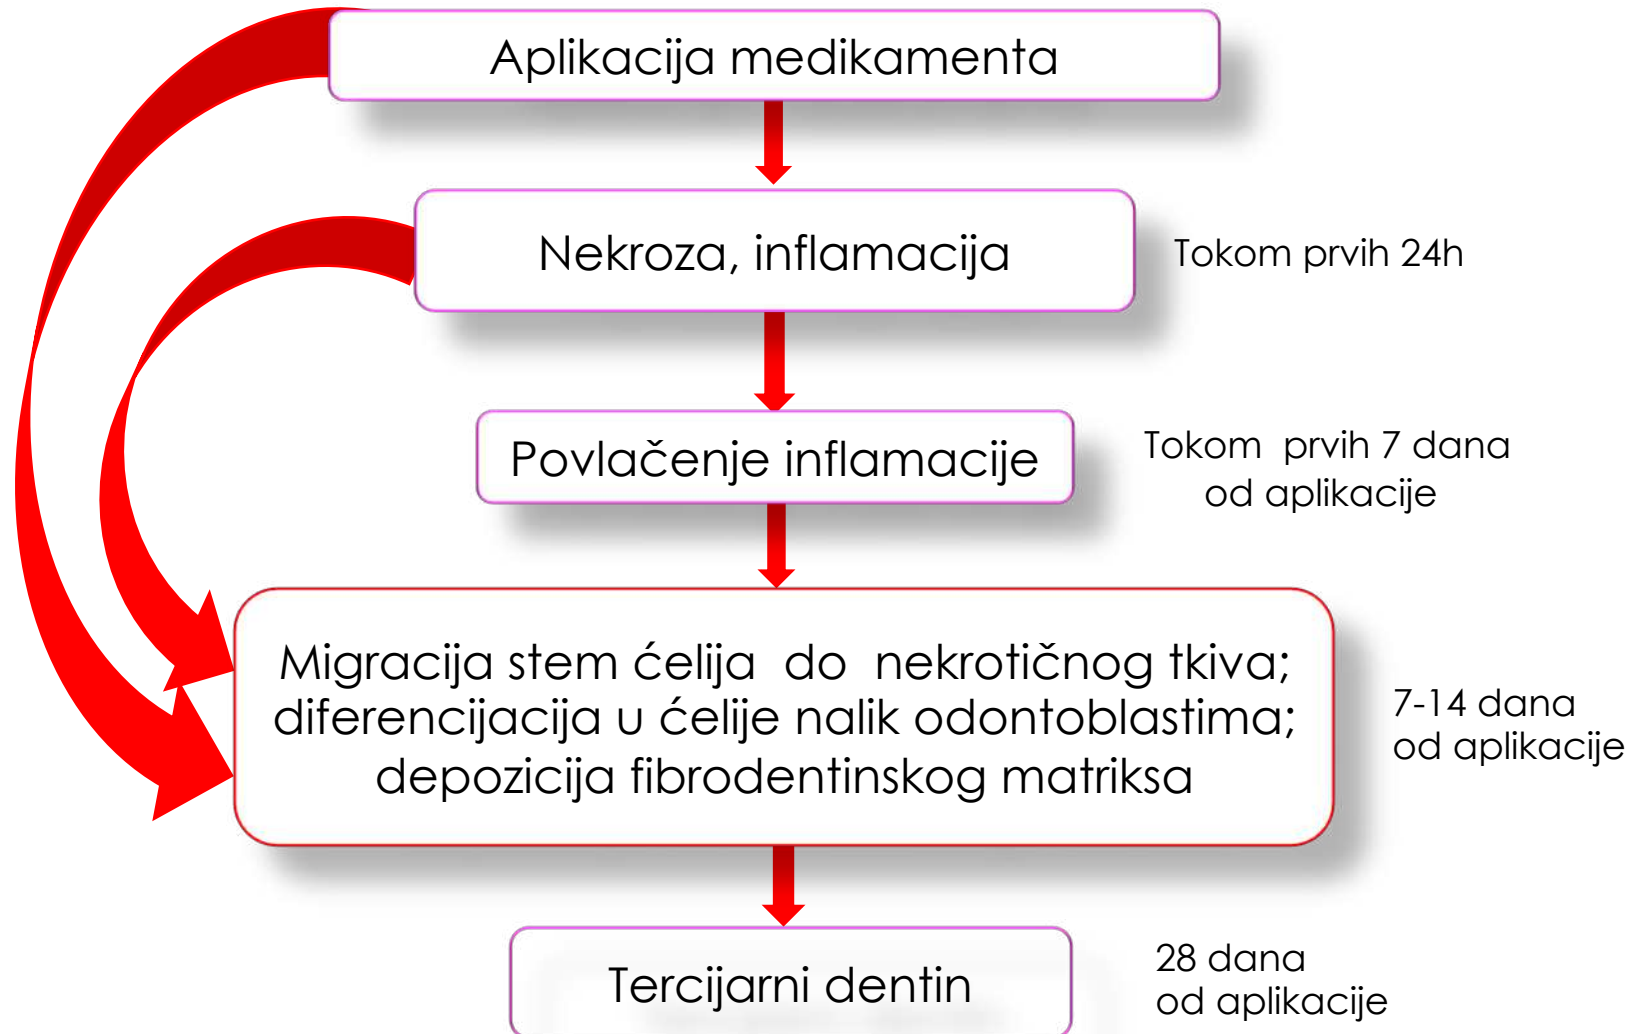 Aplikacija medikamenta
Nekroza, inflamacija
Tokom prvih 24h
Povlačenje inflamacije
Tokom prvih 7 dana
od aplikacije
Migracija stem ćelija do nekrotičnog tkiva;
diferencijacija u ćelije nalik odontoblastima;
depozicija fibrodentinskog matriksa
7-14 dana
od aplikacije
Tercijarni dentin
28 dana
od aplikacije